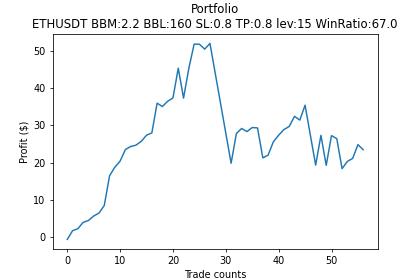 Portfolio
ETHUSDT BBM:2.2 BBL:160 SL:0.8 TP:0.8 lev:15 WinRatio:67.0
Profit ($)
50
40
30
20
10
0
0 10 20 30 40 50
Trade counts